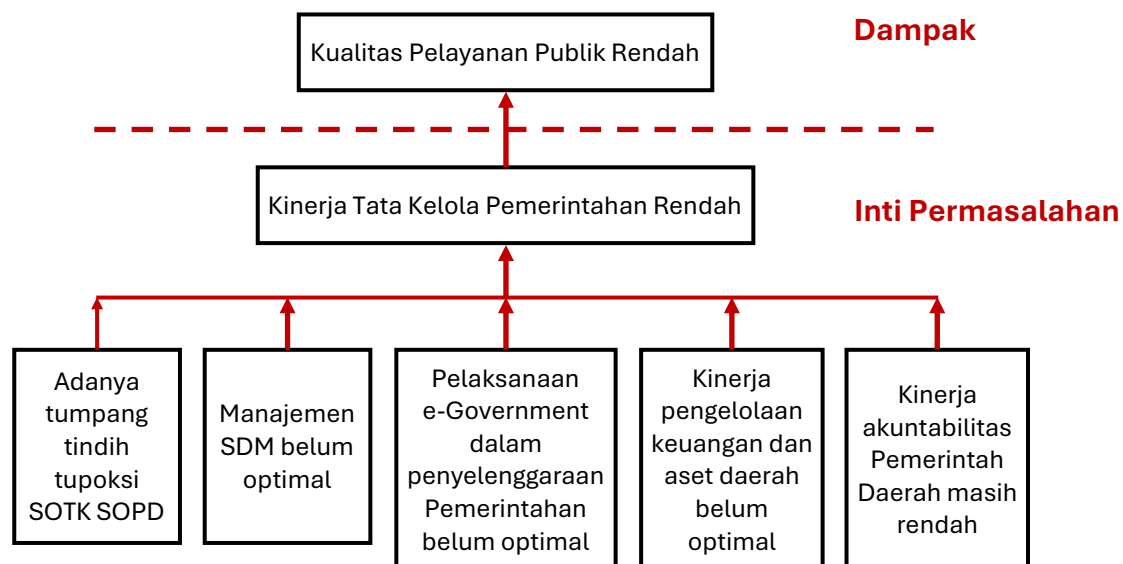 Dampak
Kualitas Pelayanan Publik Rendah
Kinerja Tata Kelola Pemerintahan Rendah
Inti Permasalahan
Adanya
tumpang
tindih
tupoksi
SOTK SOPD
Manajemen
SDM belum
optimal
Pelaksanaan
e-Government
dalam
penyelenggaraan
Pemerintahan
belum optimal
Kinerja
pengelolaan
keuangan dan
aset daerah
belum
optimal
Kinerja
akuntabilitas
Pemerintah
Daerah masih
rendah